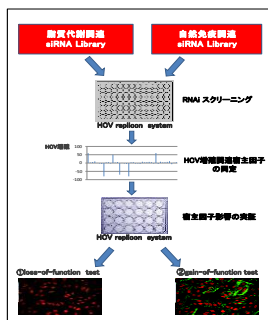 脂質代謝関連
siRNA Library
自然免疫関連
siRNA Library
RNAi スクリーニング
HCV replicon system
HCV増殖
HCV増殖関連宿主因子
の同定
宿主因子影響の実証
HCV replicon system
①loss-of-function test
②gain-of-function test